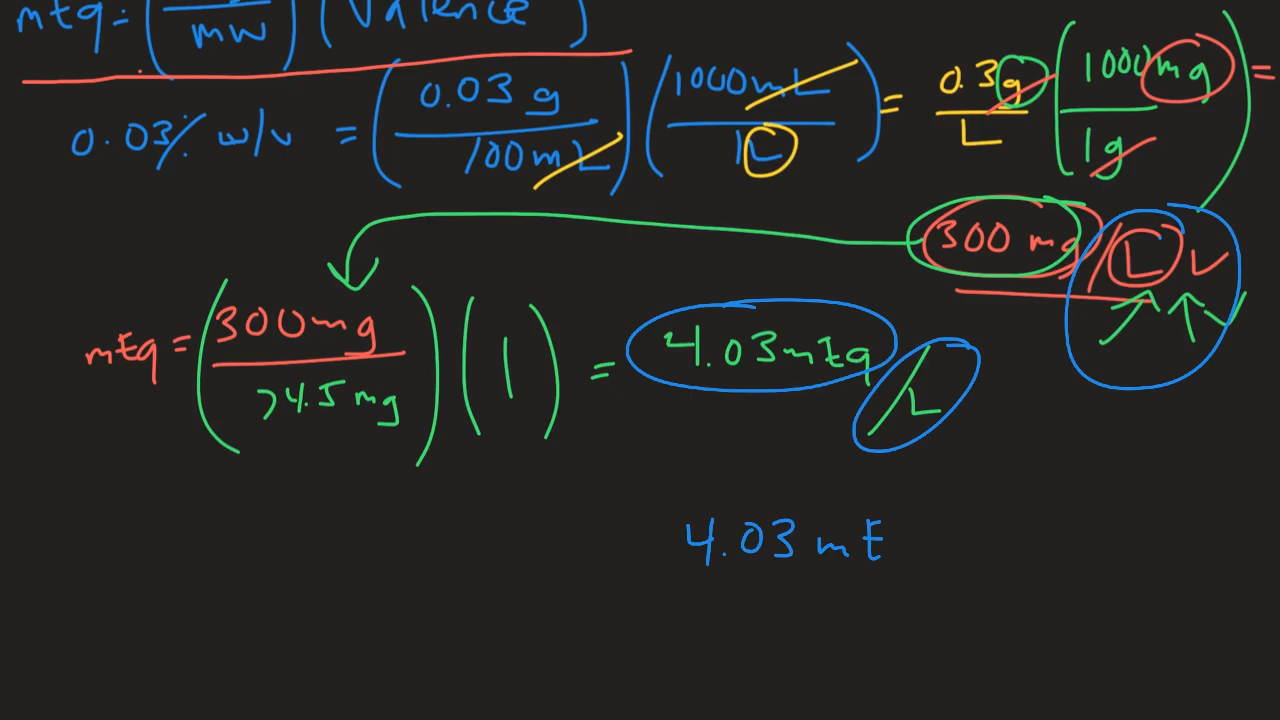 mEq = ( / mw ) ( Valence )
0.03% w/v = ( 0.03 g / 100 mL ) ( 1000 mL / 1 L ) = 0.3 g / L ( 1000 mg / 1 g ) =
300 mg / L
mEq = ( 300 mg / 74.5 mg ) ( 1 ) = 4.03 mEq / L
4.03 mE